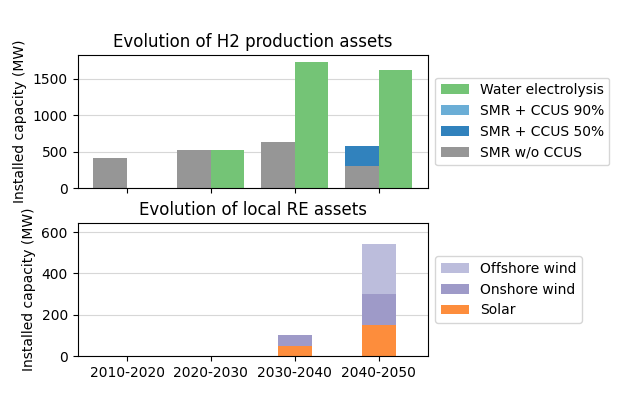 Evolution of H2 production assets
Installed capacity (MW)
1500
1000
500
0
Water electrolysis
SMR + CCUS 90%
SMR + CCUS 50%
SMR w/o CCUS
Evolution of local RE assets
Installed capacity (MW)
600
400
200
0
2010-2020 2020-2030 2030-2040 2040-2050
Offshore wind
Onshore wind
Solar